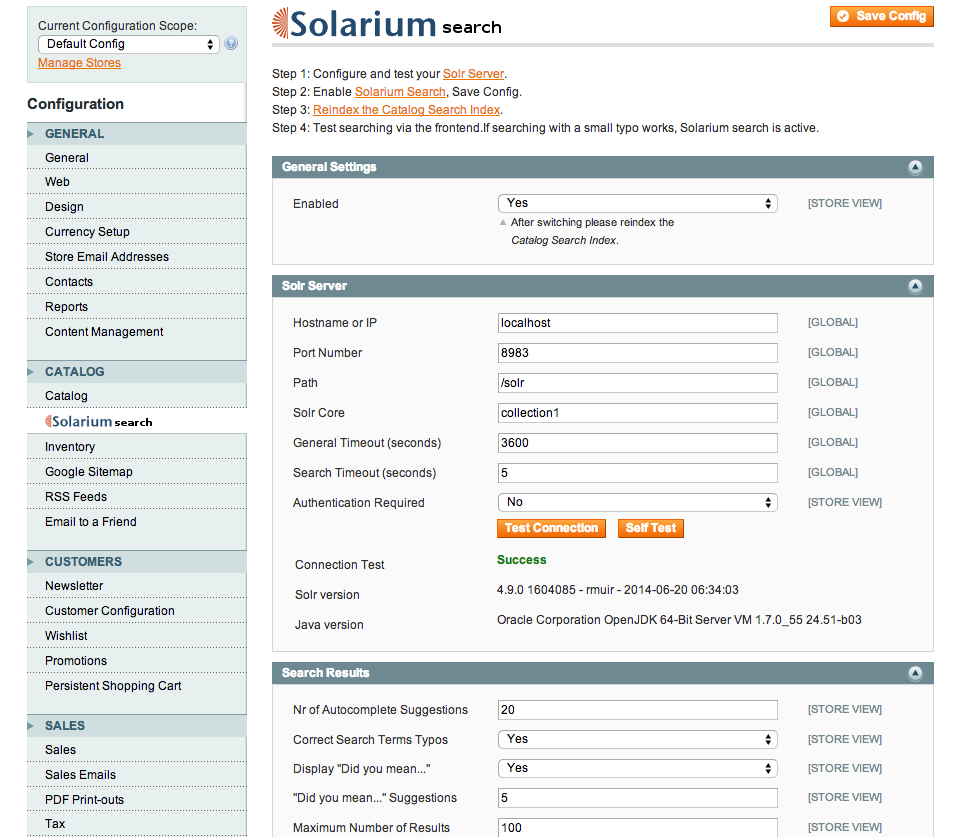 Current Configuration Scope:
Default Config
Manage Stores
Configuration
GENERAL
General
Web
Design
Currency Setup
Store Email Addresses
Contacts
Reports
Content Management
CATALOG
Catalog
Solarium search
Inventory
Google Sitemap
RSS Feeds
Email to a Friend
CUSTOMERS
Newsletter
Customer Configuration
Wishlist
Promotions
Persistent Shopping Cart
SALES
Sales
Sales Emails
PDF Print-outs
Tax
Solarium search
Save Config
Step 1: Configure and test your Solr Server.
Step 2: Enable Solarium Search, Save Config.
Step 3: Reindex the Catalog Search Index.
Step 4: Test searching via the frontend.If searching with a small typo works, Solarium search is active.
General Settings
Enabled Yes [STORE VIEW]
After switching please reindex the
Catalog Search Index.
Solr Server
Hostname or IP localhost [GLOBAL]
Port Number 8983 [GLOBAL]
Path /solr [GLOBAL]
Solr Core collection1 [GLOBAL]
General Timeout (seconds) 3600 [GLOBAL]
Search Timeout (seconds) 5 [GLOBAL]
Authentication Required No [STORE VIEW]
Test Connection Self Test
Connection Test Success
Solr version 4.9.0 1604085 - rmuir - 2014-06-20 06:34:03
Java version Oracle Corporation OpenJDK 64-Bit Server VM 1.7.0_55 24.51-b03
Search Results
Nr of Autocomplete Suggestions 20 [STORE VIEW]
Correct Search Terms Typos Yes [STORE VIEW]
Display "Did you mean..." Yes [STORE VIEW]
"Did you mean..." Suggestions 5 [STORE VIEW]
Maximum Number of Results 100 [STORE VIEW]